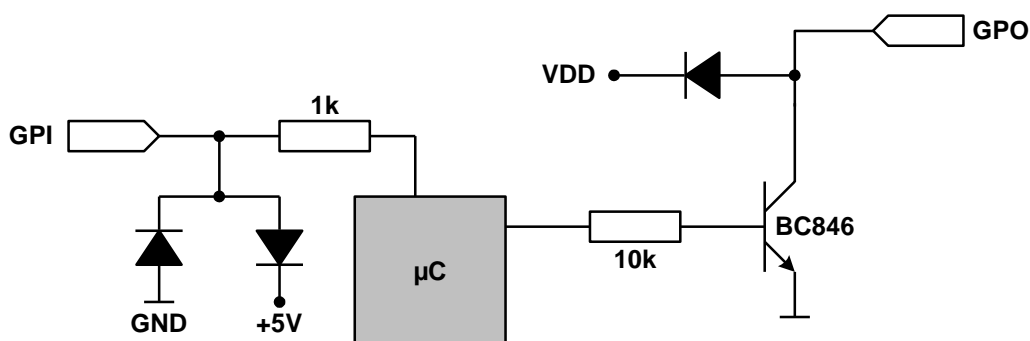 GPO
VDD
1k
GPI
BC846
10k
µC
GND
+5V